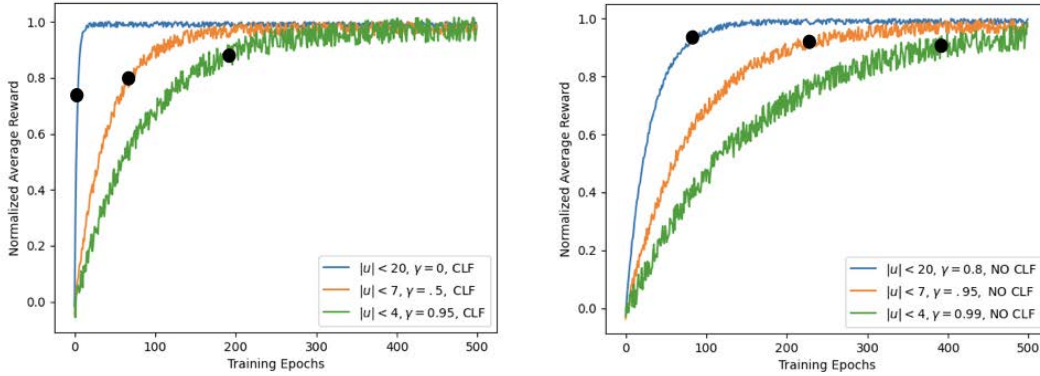 1.0
0.8
0.6
0.4
0.2
0.0
Normalized Average Reward
0 100 200 300 400 500
Training Epochs
|u| < 20, γ = 0, CLF
|u| < 7, γ = .5, CLF
|u| < 4, γ = 0.95, CLF
1.0
0.8
0.6
0.4
0.2
0.0
Normalized Average Reward
0 100 200 300 400 500
Training Epochs
|u| < 20, γ = 0.8, NO CLF
|u| < 7, γ = .95, NO CLF
|u| < 4, γ = 0.99, NO CLF